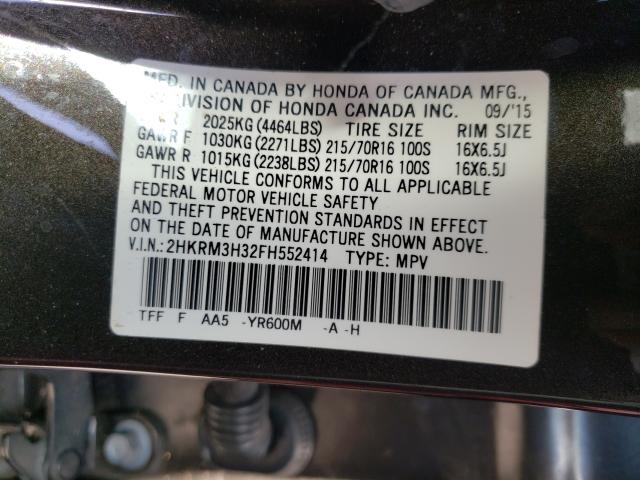 MFD. IN CANADA BY HONDA OF CANADA MFG.,
DIVISION OF HONDA CANADA INC. 09/'15
2025KG (4464LBS) TIRE SIZE RIM SIZE
GAWR F 1030KG (2271LBS) 215/70R16 100S 16X6.5J
GAWR R 1015KG (2238LBS) 215/70R16 100S 16X6.5J
THIS VEHICLE CONFORMS TO ALL APPLICABLE
FEDERAL MOTOR VEHICLE SAFETY
AND THEFT PREVENTION STANDARDS IN EFFECT
ON THE DATE OF MANUFACTURE SHOWN ABOVE.
V.I.N.: 2HKRM3H32FH552414 TYPE: MPV
TFF F AA5 -YR600M -A -H